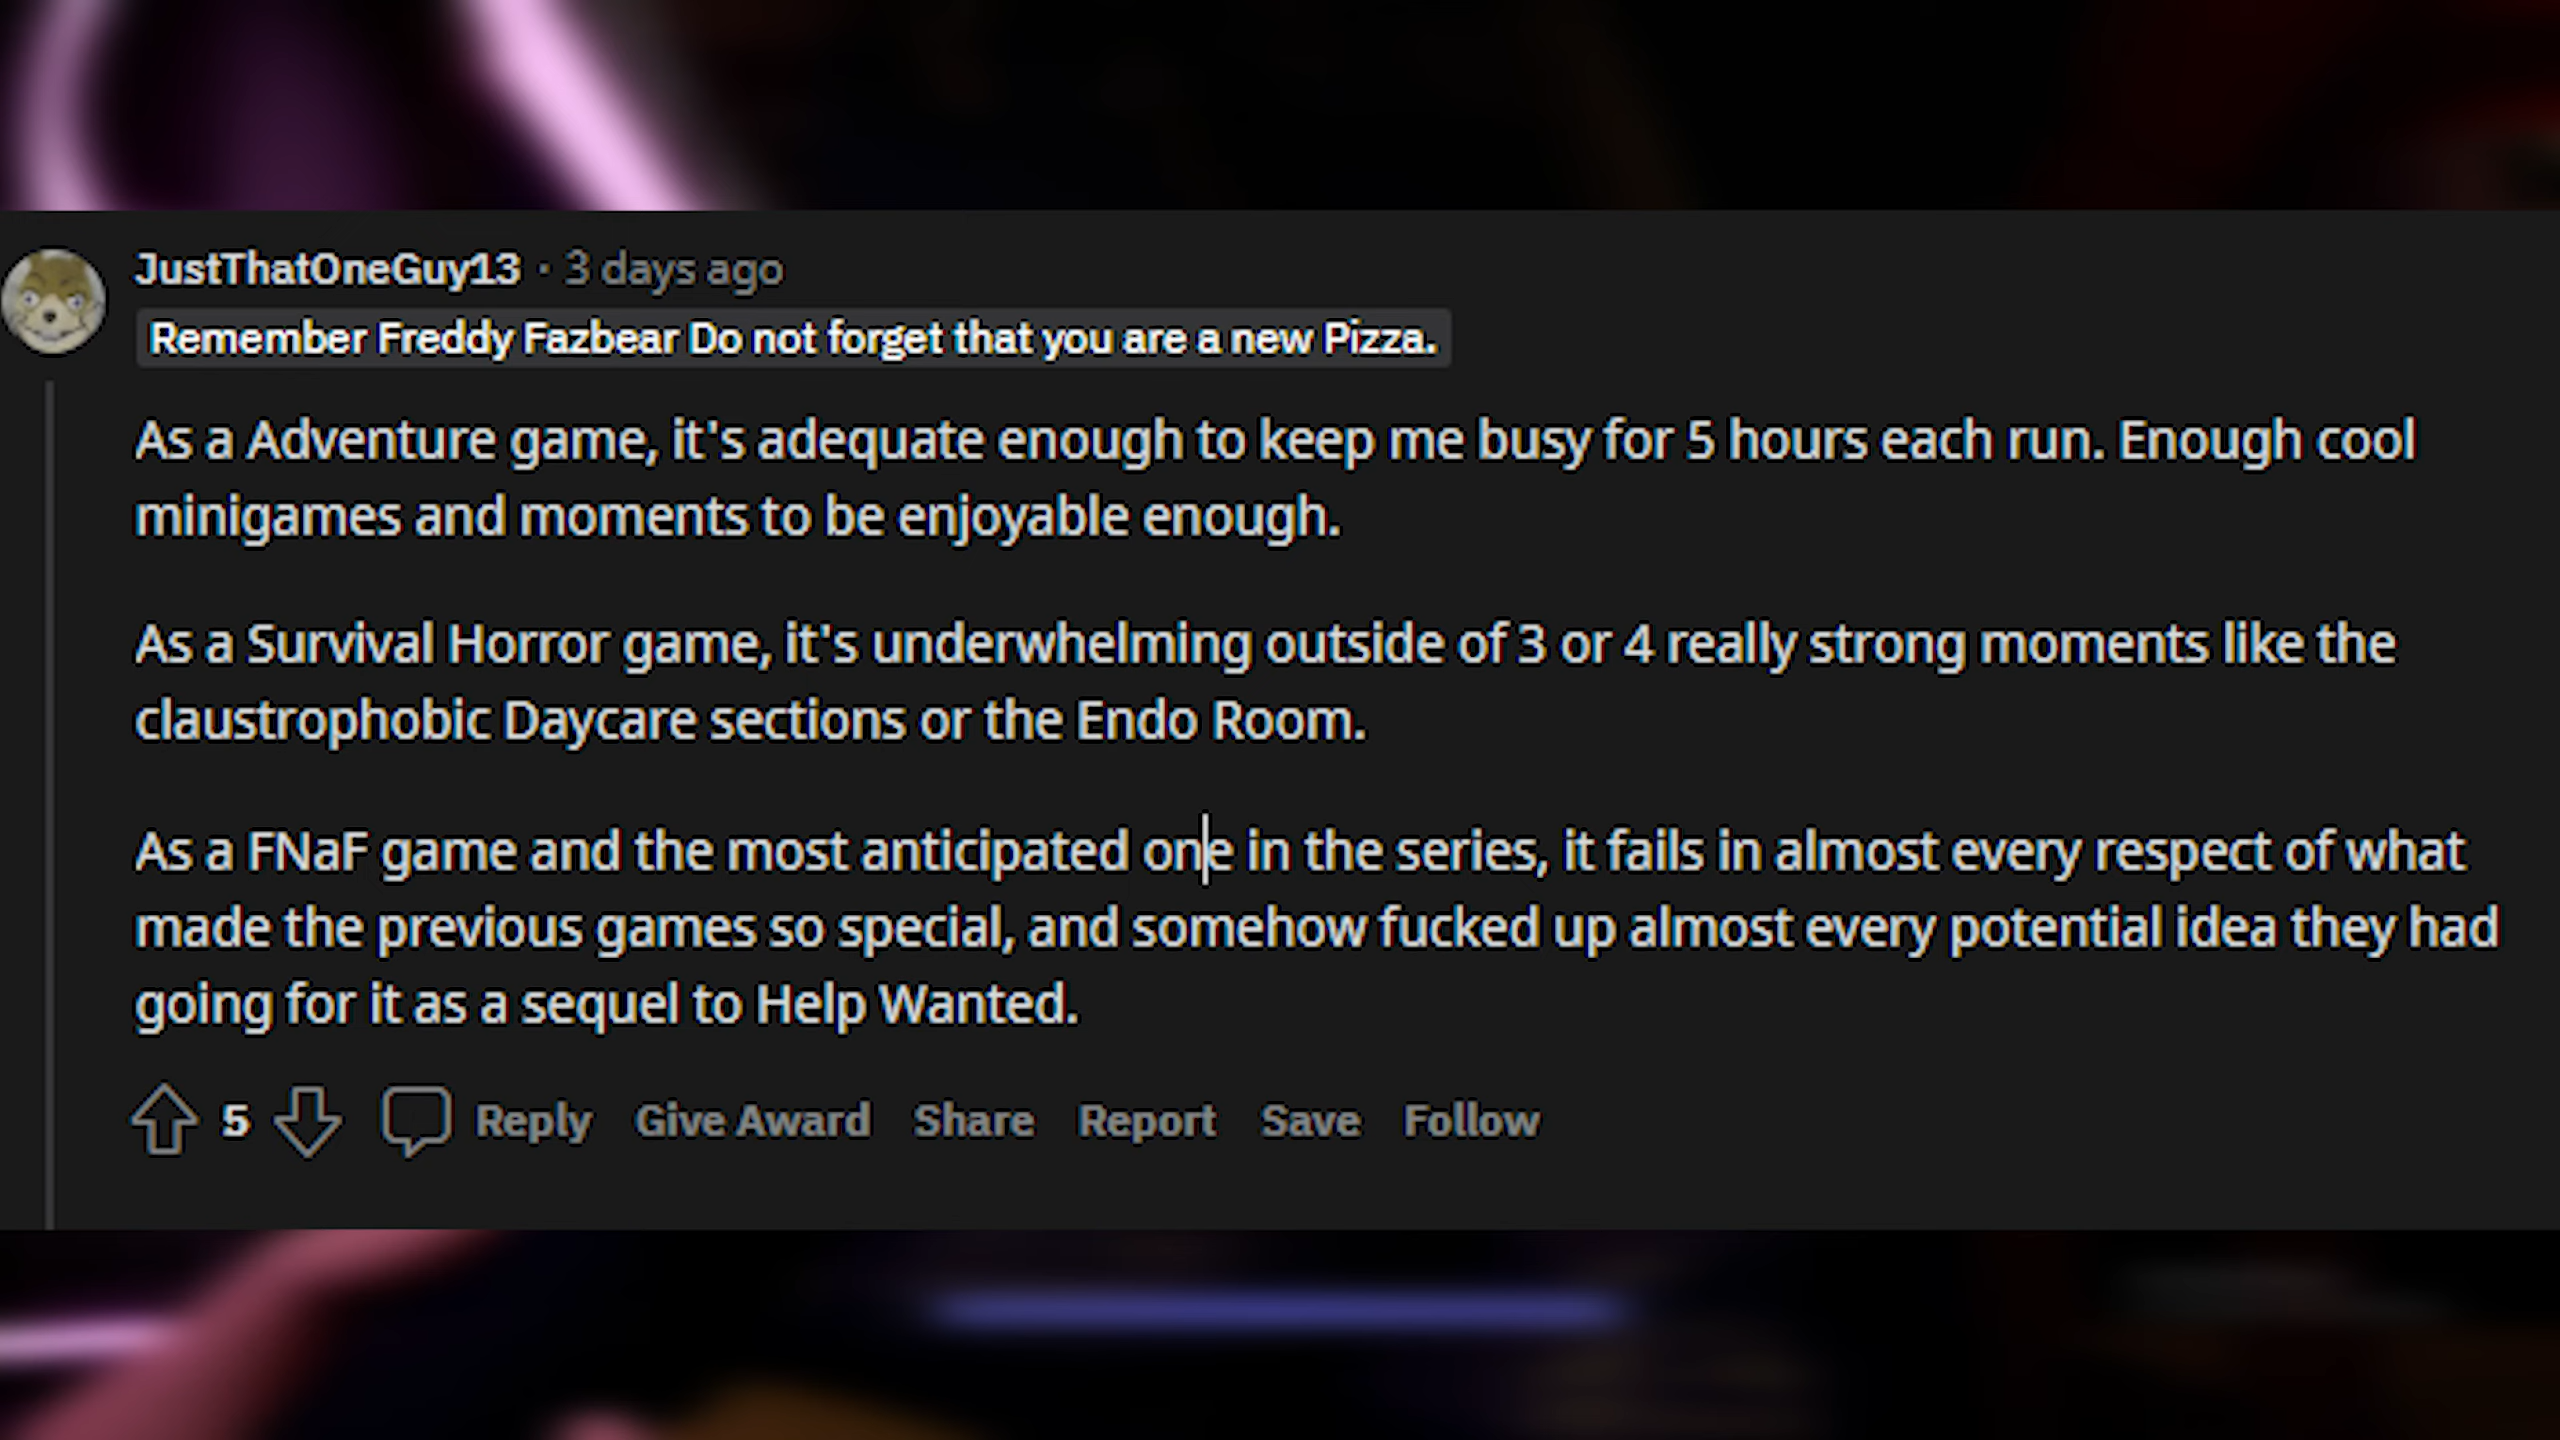 JustThatOneGuy13 · 3 days ago
Remember Freddy Fazbear Do not forget that you are a new Pizza.
As a Adventure game, it's adequate enough to keep me busy for 5 hours each run. Enough cool
minigames and moments to be enjoyable enough.
As a Survival Horror game, it's underwhelming outside of 3 or 4 really strong moments like the
claustrophobic Daycare sections or the Endo Room.
As a FNaF game and the most anticipated one in the series, it fails in almost every respect of what
made the previous games so special, and somehow fucked up almost every potential idea they had
going for it as a sequel to Help Wanted.
5 Reply Give Award Share Report Save Follow